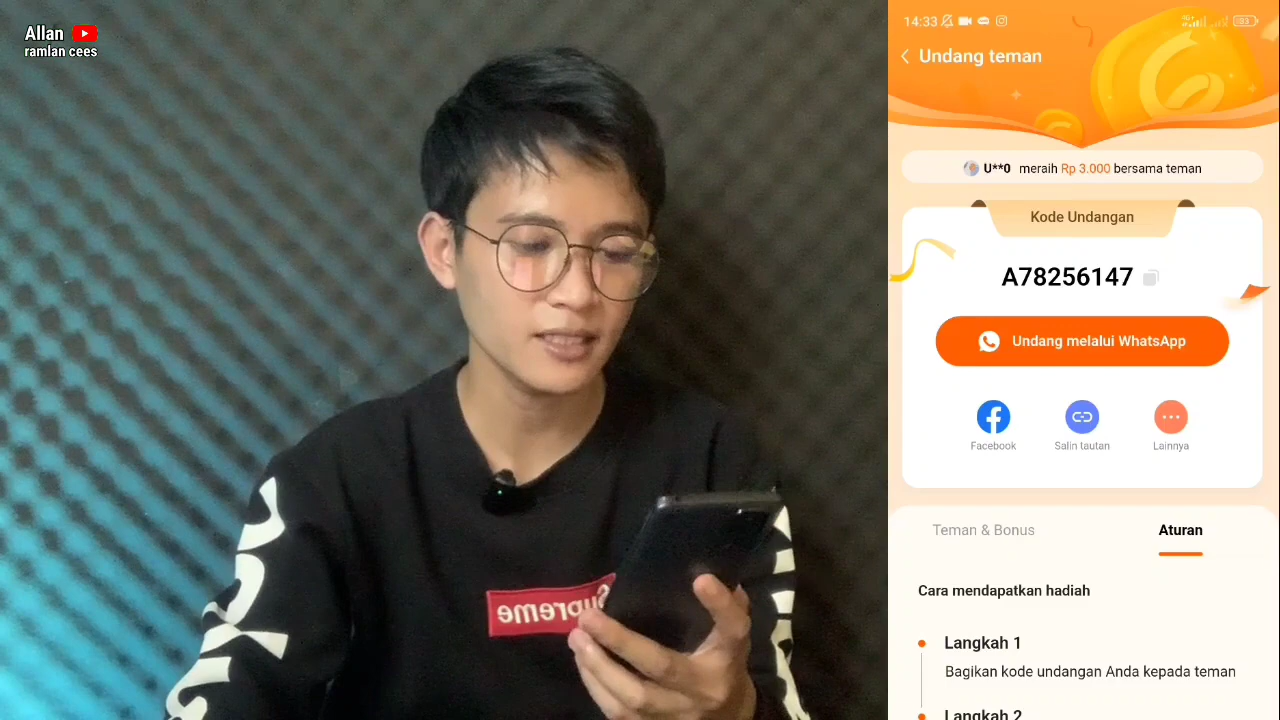 Allan
ramlan cees
Supreme
14:33
Undang teman
U**0 meraih Rp 3.000 bersama teman
Kode Undangan
A78256147
Undang melalui WhatsApp
Facebook
Salin tautan
Lainnya
Teman & Bonus
Aturan
Cara mendapatkan hadiah
Langkah 1
Bagikan kode undangan Anda kepada teman
Langkah 2